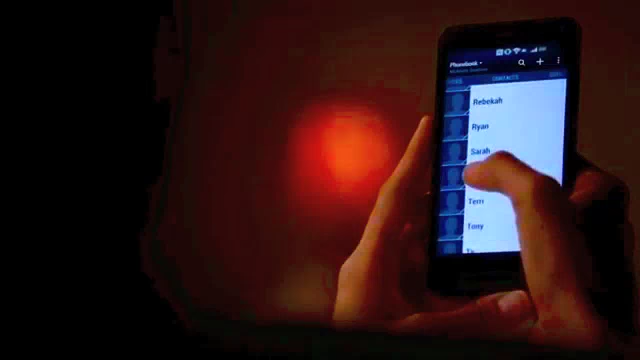 Phonebook
CONTACTS
Rebekah
Ryan
Sarah
Terri
Tony